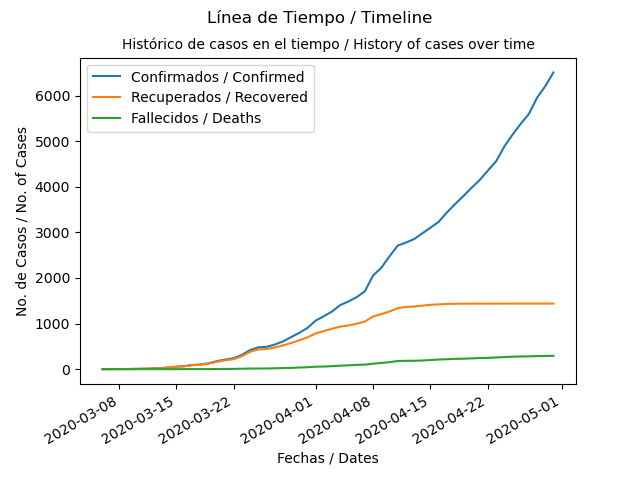 Línea de Tiempo / Timeline
Histórico de casos en el tiempo / History of cases over time
Confirmados / Confirmed
Recuperados / Recovered
Fallecidos / Deaths
No. de Casos / No. of Cases
6000
5000
4000
3000
2000
1000
0
2020-03-08
2020-03-15
2020-03-22
2020-04-01
2020-04-08
2020-04-15
2020-04-22
2020-05-01
Fechas / Dates